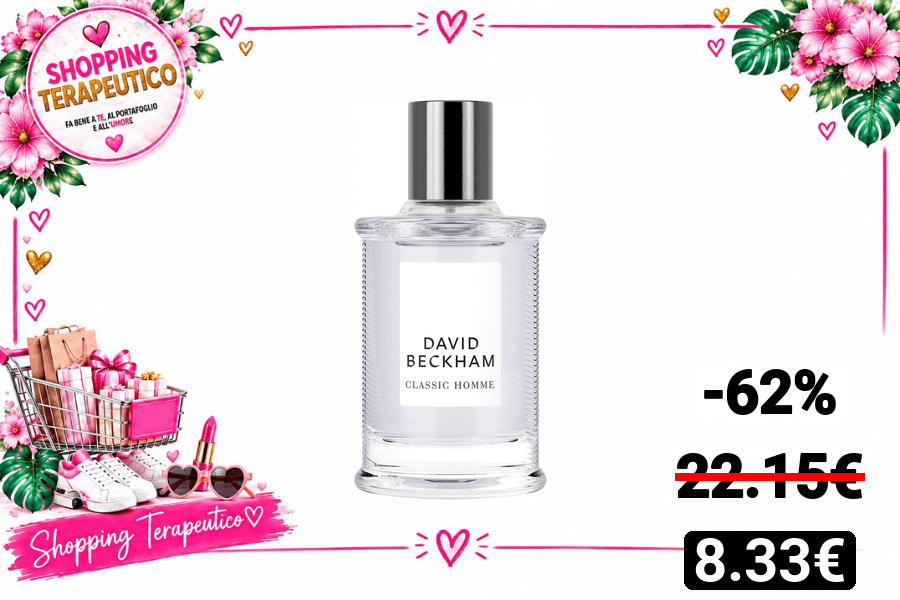 SHOPPING
TERAPEUTICO
FA BENE A TE, AL PORTAFOGLIO
E ALL'UMORE
DAVID
BECKHAM
CLASSIC HOMME
-62%
22.15€
8.33€
Shopping Terapeutico